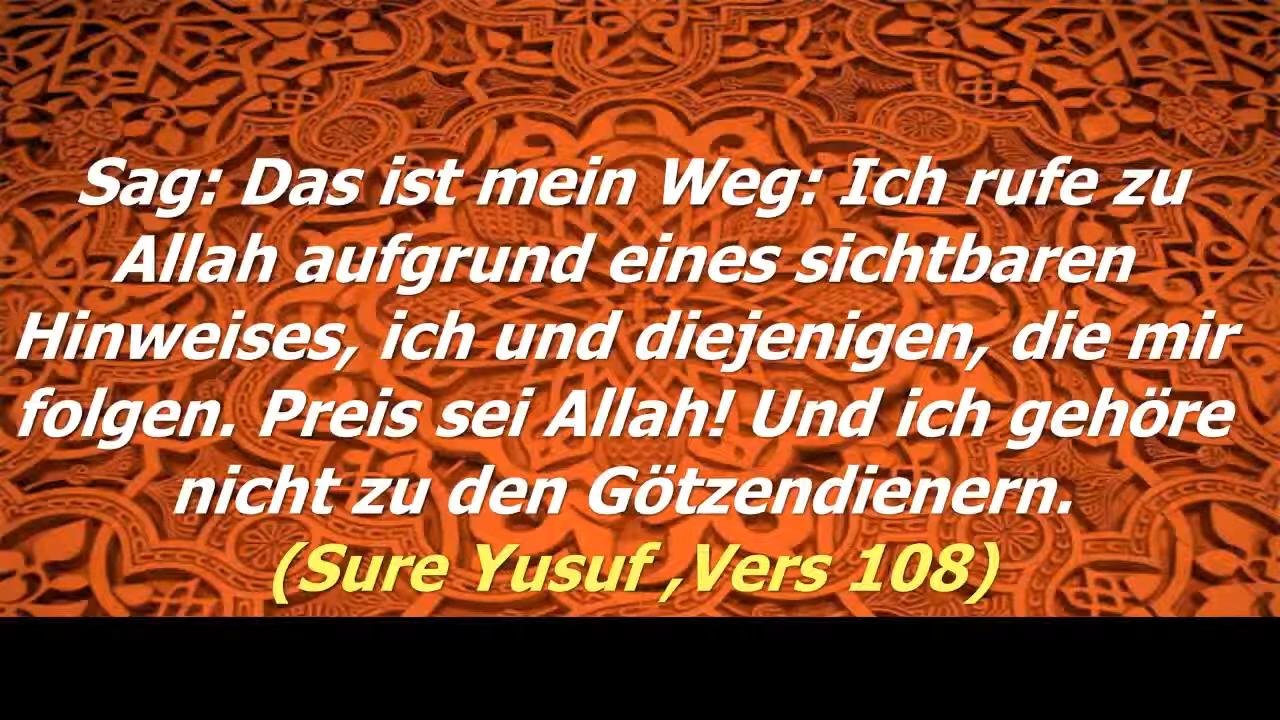 Sag: Das ist mein Weg: Ich rufe zu
Allah aufgrund eines sichtbaren
Hinweises, ich und diejenigen, die mir
folgen. Preis sei Allah! Und ich gehöre
nicht zu den Götzendienern.
(Sure Yusuf ,Vers 108)